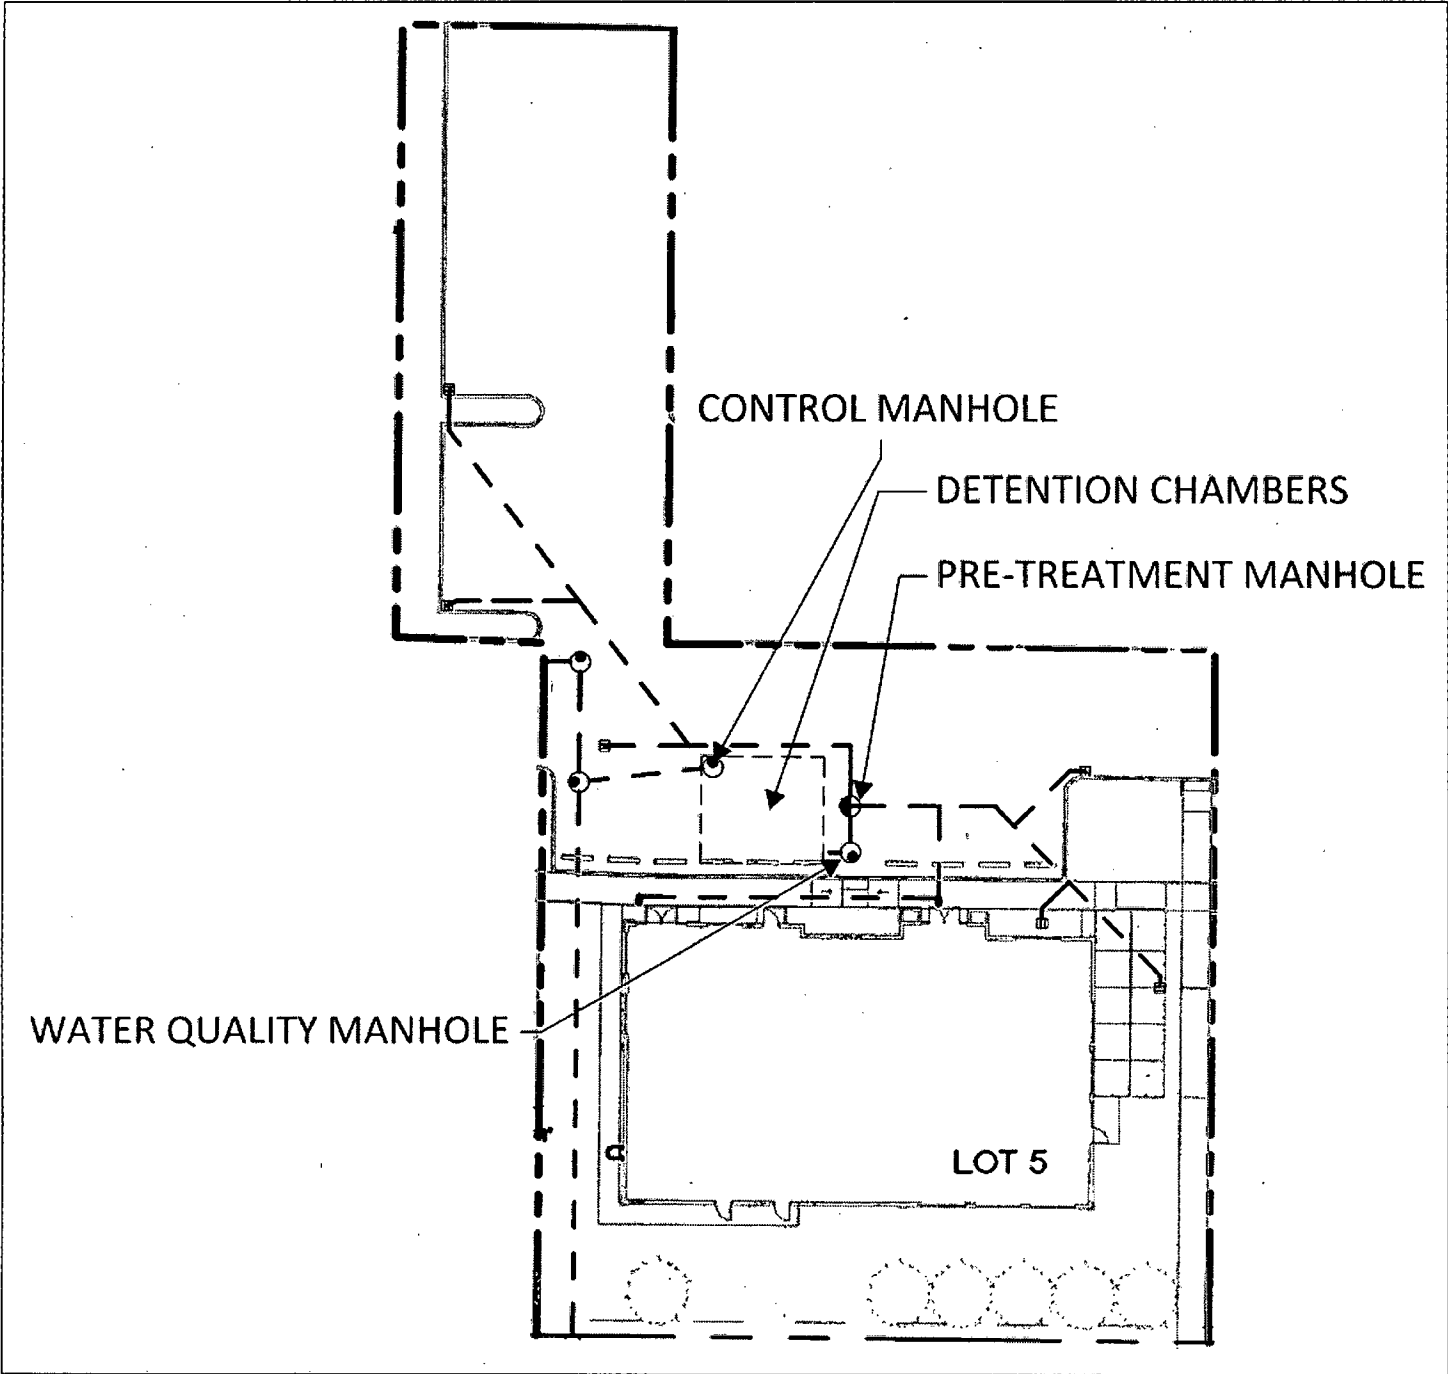 CONTROL MANHOLE
DETENTION CHAMBERS
PRE-TREATMENT MANHOLE
WATER QUALITY MANHOLE
LOT 5